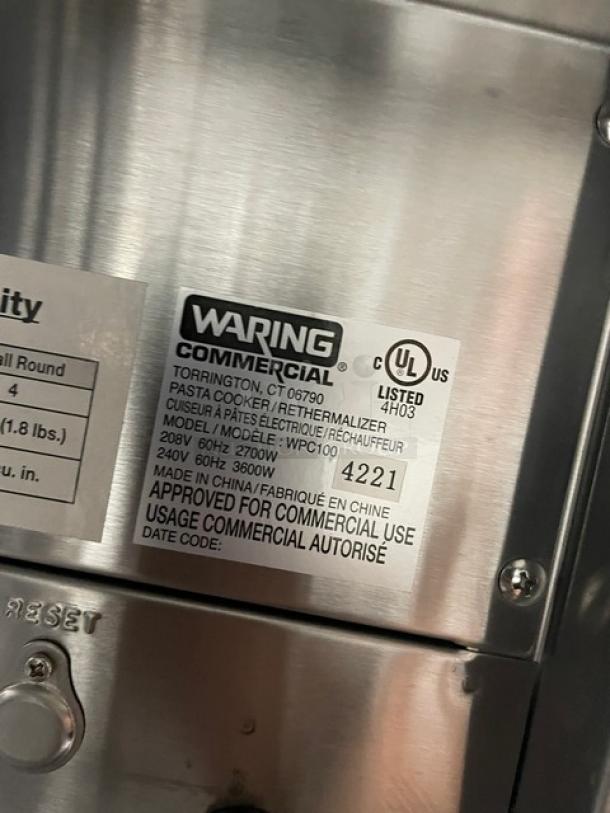 ity
all Round
4
(1.8 lbs.)
u. in.
WARING
COMMERCIAL®
TORRINGTON, CT 06790
PASTA COOKER/RETHERMALIZER
CUISEUR À PÂTES ÉLECTRIQUE/RÉCHAUFFEUR
MODEL / MODÈLE : WPC100
208V 60Hz 2700W
240V 60Hz 3600W
4221
MADE IN CHINA/FABRIQUÉ EN CHINE
APPROVED FOR COMMERCIAL USE
USAGE COMMERCIAL AUTORISÉ
DATE CODE:
C UL US
LISTED
4H03
RESET